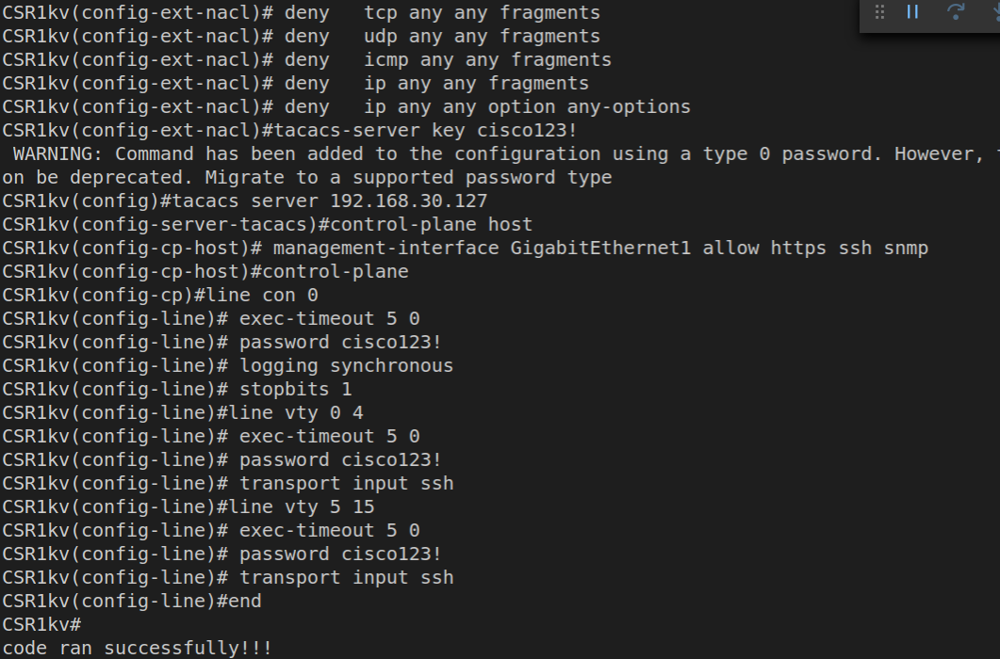 CSR1kv(config-ext-nacl)# deny   tcp any any fragments
CSR1kv(config-ext-nacl)# deny   udp any any fragments
CSR1kv(config-ext-nacl)# deny   icmp any any fragments
CSR1kv(config-ext-nacl)# deny   ip any any fragments
CSR1kv(config-ext-nacl)# deny   ip any any option any-options
CSR1kv(config-ext-nacl)#tacacs-server key cisco123!
 WARNING: Command has been added to the configuration using a type 0 password. However,
on be deprecated. Migrate to a supported password type
CSR1kv(config)#tacacs server 192.168.30.127
CSR1kv(config-server-tacacs)#control-plane host
CSR1kv(config-cp-host)# management-interface GigabitEthernet1 allow https ssh snmp
CSR1kv(config-cp-host)#control-plane
CSR1kv(config-cp)#line con 0
CSR1kv(config-line)# exec-timeout 5 0
CSR1kv(config-line)# password cisco123!
CSR1kv(config-line)# logging synchronous
CSR1kv(config-line)# stopbits 1
CSR1kv(config-line)#line vty 0 4
CSR1kv(config-line)# exec-timeout 5 0
CSR1kv(config-line)# password cisco123!
CSR1kv(config-line)# transport input ssh
CSR1kv(config-line)#line vty 5 15
CSR1kv(config-line)# exec-timeout 5 0
CSR1kv(config-line)# password cisco123!
CSR1kv(config-line)# transport input ssh
CSR1kv(config-line)#end
CSR1kv#
code ran successfully!!!